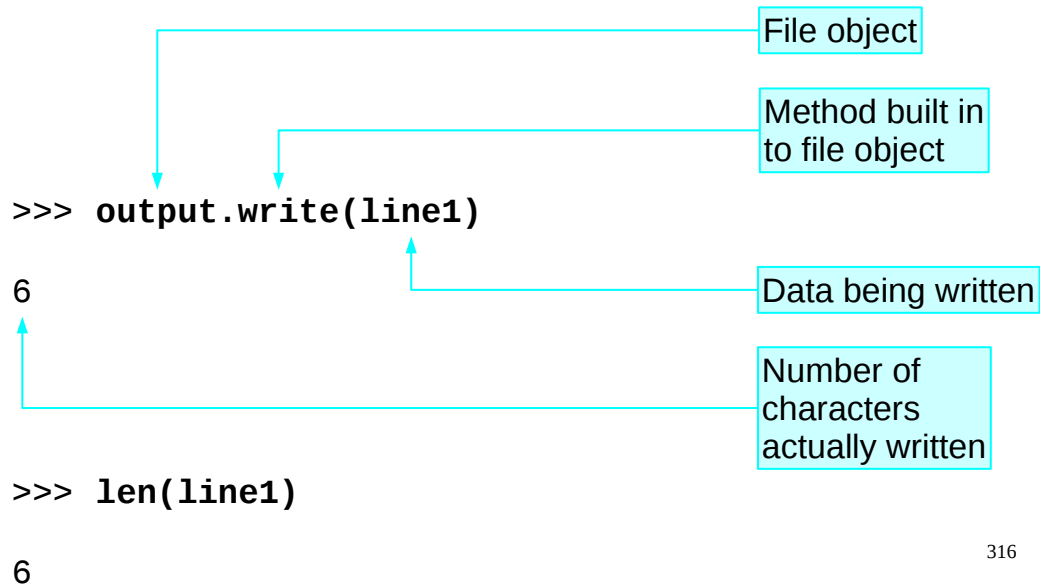 File object
Method built in
to file object
>>> output.write(line1)
6
Data being written
Number of
characters
actually written
>>> len(line1)
6
316